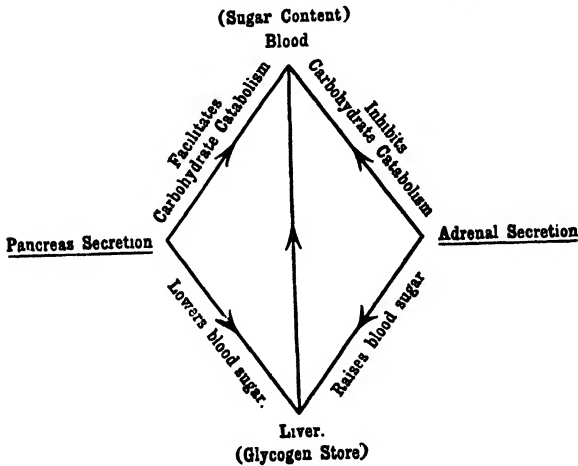 (Sugar Content)
Blood
Facilitates
Carbohydrate Catabolism
Inhibits
Carbohydrate Catabolism
Pancreas Secretion
Adrenal Secretion
Lowers blood sugar.
Raises blood sugar
Liver.
(Glycogen Store)